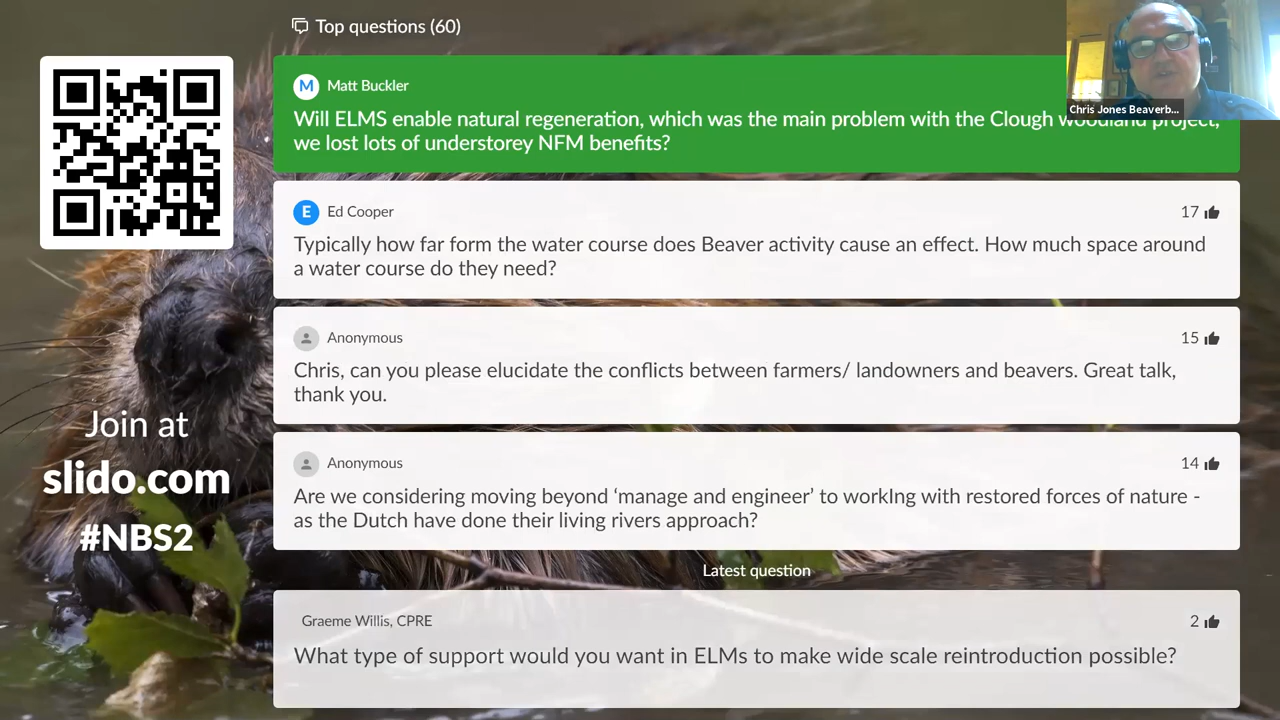 Top questions (60)
M Matt Buckler
Will ELMS enable natural regeneration, which was the main problem with the Clough woodland project,
we lost lots of understorey NFM benefits?
Chris Jones Beaverb...
E Ed Cooper
17
Typically how far form the water course does Beaver activity cause an effect. How much space around
a water course do they need?
Anonymous
15
Chris, can you please elucidate the conflicts between farmers/ landowners and beavers. Great talk,
thank you.
Anonymous
14
Are we considering moving beyond ‘manage and engineer’ to workIng with restored forces of nature -
as the Dutch have done their living rivers approach?
Latest question
Graeme Willis, CPRE
2
What type of support would you want in ELMs to make wide scale reintroduction possible?
Join at
slido.com
#NBS2